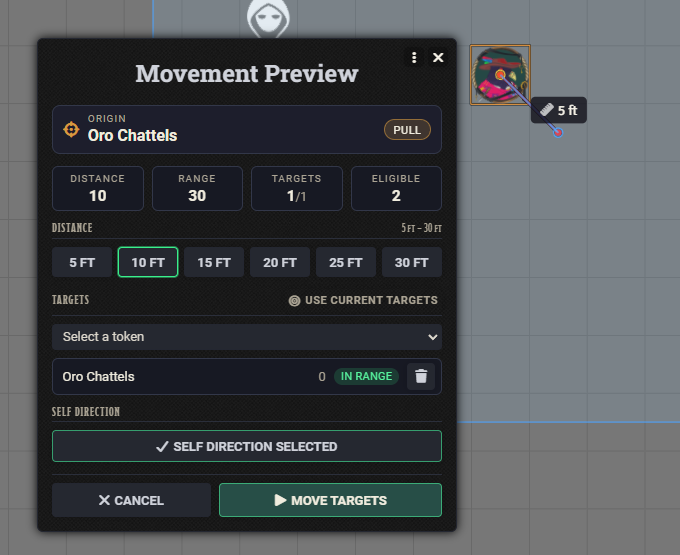 Movement Preview
ORIGIN
Oro Chattels
PULL
DISTANCE
10
RANGE
30
TARGETS
1/1
ELIGIBLE
2
DISTANCE
5 FT – 30 FT
5 FT
10 FT
15 FT
20 FT
25 FT
30 FT
TARGETS
USE CURRENT TARGETS
Select a token
Oro Chattels
0
IN RANGE
SELF DIRECTION
SELF DIRECTION SELECTED
CANCEL
MOVE TARGETS
5 ft